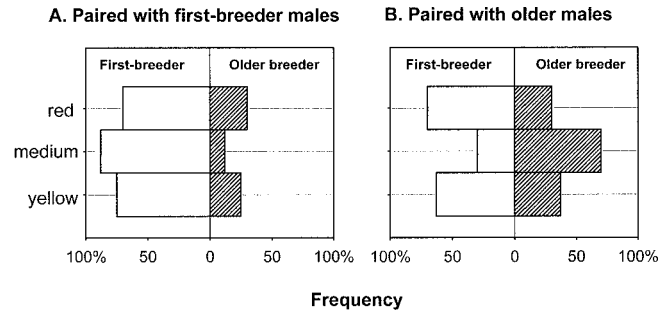 A. Paired with first-breeder males
B. Paired with older males
First-breeder Older breeder
First-breeder Older breeder
red
medium
yellow
100% 50 0 50 100%
100% 50 0 50 100%
Frequency